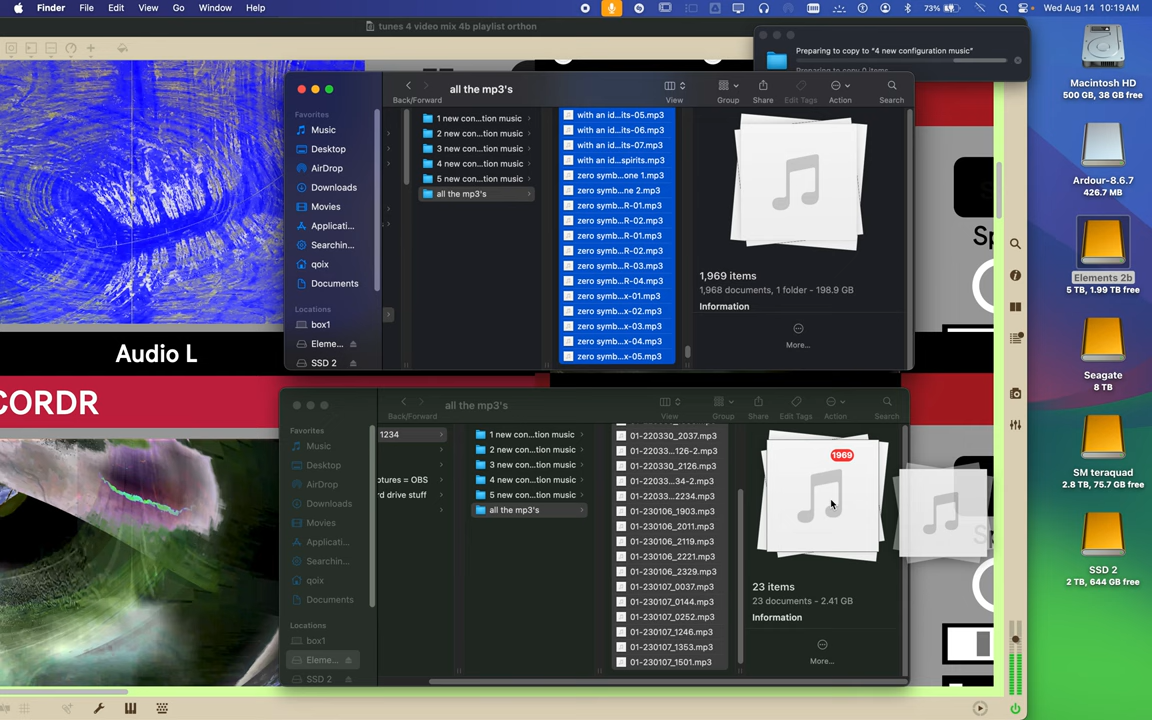 Finder File Edit View Go Window Help
73% Wed Aug 14 10:19 AM
tunes 4 video mix 4b playlist orthon
Preparing to copy to "4 new configuration music"
Preparing to copy 0 items
all the mp3's
Back/Forward View Group Share Edit Tags Action Search
Favorites
Music
Desktop
AirDrop
Downloads
Movies
Applicati...
Searchin...
qoix
Documents
Locations
box1
Eleme...
SSD 2
1 new con...tion music
2 new con...tion music
3 new con...tion music
4 new con...tion music
5 new con...tion music
all the mp3's
with an id...its-05.mp3
with an id...its-06.mp3
with an id...its-07.mp3
with an id...spirits.mp3
zero symb...one 1.mp3
zero symb...ne 2.mp3
zero symb...R-01.mp3
zero symb...R-02.mp3
zero symb...R-01.mp3
zero symb...R-02.mp3
zero symb...R-03.mp3
zero symb...R-04.mp3
zero symb...x-01.mp3
zero symb...x-02.mp3
zero symb...x-03.mp3
zero symb...x-04.mp3
zero symb...x-05.mp3
1,969 items
1,968 documents, 1 folder - 198.9 GB
Information
More...
Audio L
CORDR
Sp
all the mp3's
Back/Forward View Group Share Edit Tags Action Search
Favorites
Music
Desktop
AirDrop
Downloads
Movies
Applicati...
Searchin...
qoix
Documents
Locations
box1
Eleme...
SSD 2
1234
ptures = OBS
rd drive stuff
1 new con...tion music
2 new con...tion music
3 new con...tion music
4 new con...tion music
5 new con...tion music
all the mp3's
01-220330_2037.mp3
01-22033...126-2.mp3
01-220330_2126.mp3
01-22033...34-2.mp3
01-22033...2234.mp3
01-230106_1903.mp3
01-230106_2011.mp3
01-230106_2119.mp3
01-230106_2221.mp3
01-230106_2329.mp3
01-230107_0037.mp3
01-230107_0144.mp3
01-230107_0252.mp3
01-230107_1246.mp3
01-230107_1353.mp3
01-230107_1501.mp3
1969
23 items
23 documents - 2.41 GB
Information
More...
Macintosh HD
500 GB, 38 GB free
Ardour-8.6.7
426.7 MB
Elements 2b
5 TB, 1.99 TB free
Seagate
8 TB
SM teraquad
2.8 TB, 75.7 GB free
SSD 2
2 TB, 644 GB free